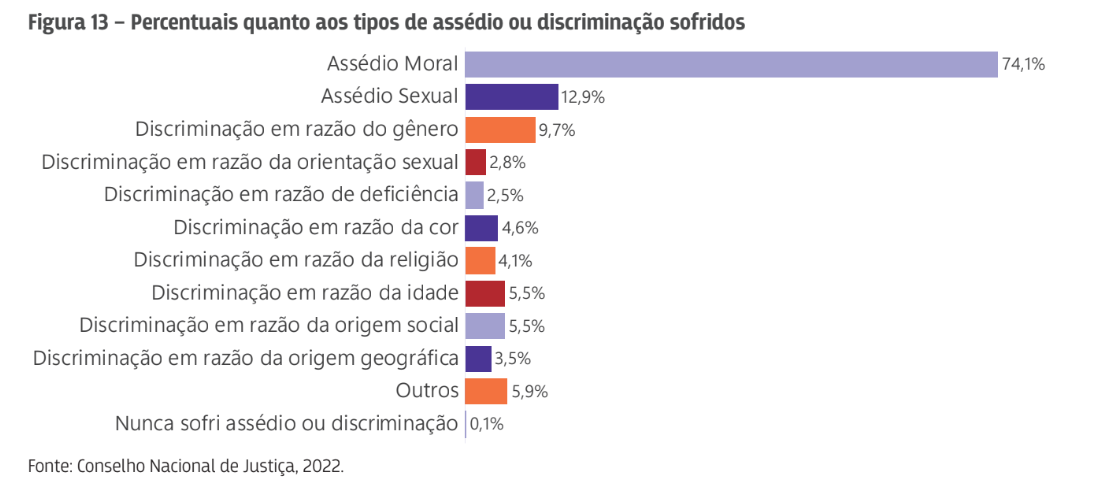 Figura 13 – Percentuais quanto aos tipos de assédio ou discriminação sofridos
Assédio Moral 74,1%
Assédio Sexual 12,9%
Discriminação em razão do gênero 9,7%
Discriminação em razão da orientação sexual 2,8%
Discriminação em razão de deficiência 2,5%
Discriminação em razão da cor 4,6%
Discriminação em razão da religião 4,1%
Discriminação em razão da idade 5,5%
Discriminação em razão da origem social 5,5%
Discriminação em razão da origem geográfica 3,5%
Outros 5,9%
Nunca sofri assédio ou discriminação 0,1%
Fonte: Conselho Nacional de Justiça, 2022.